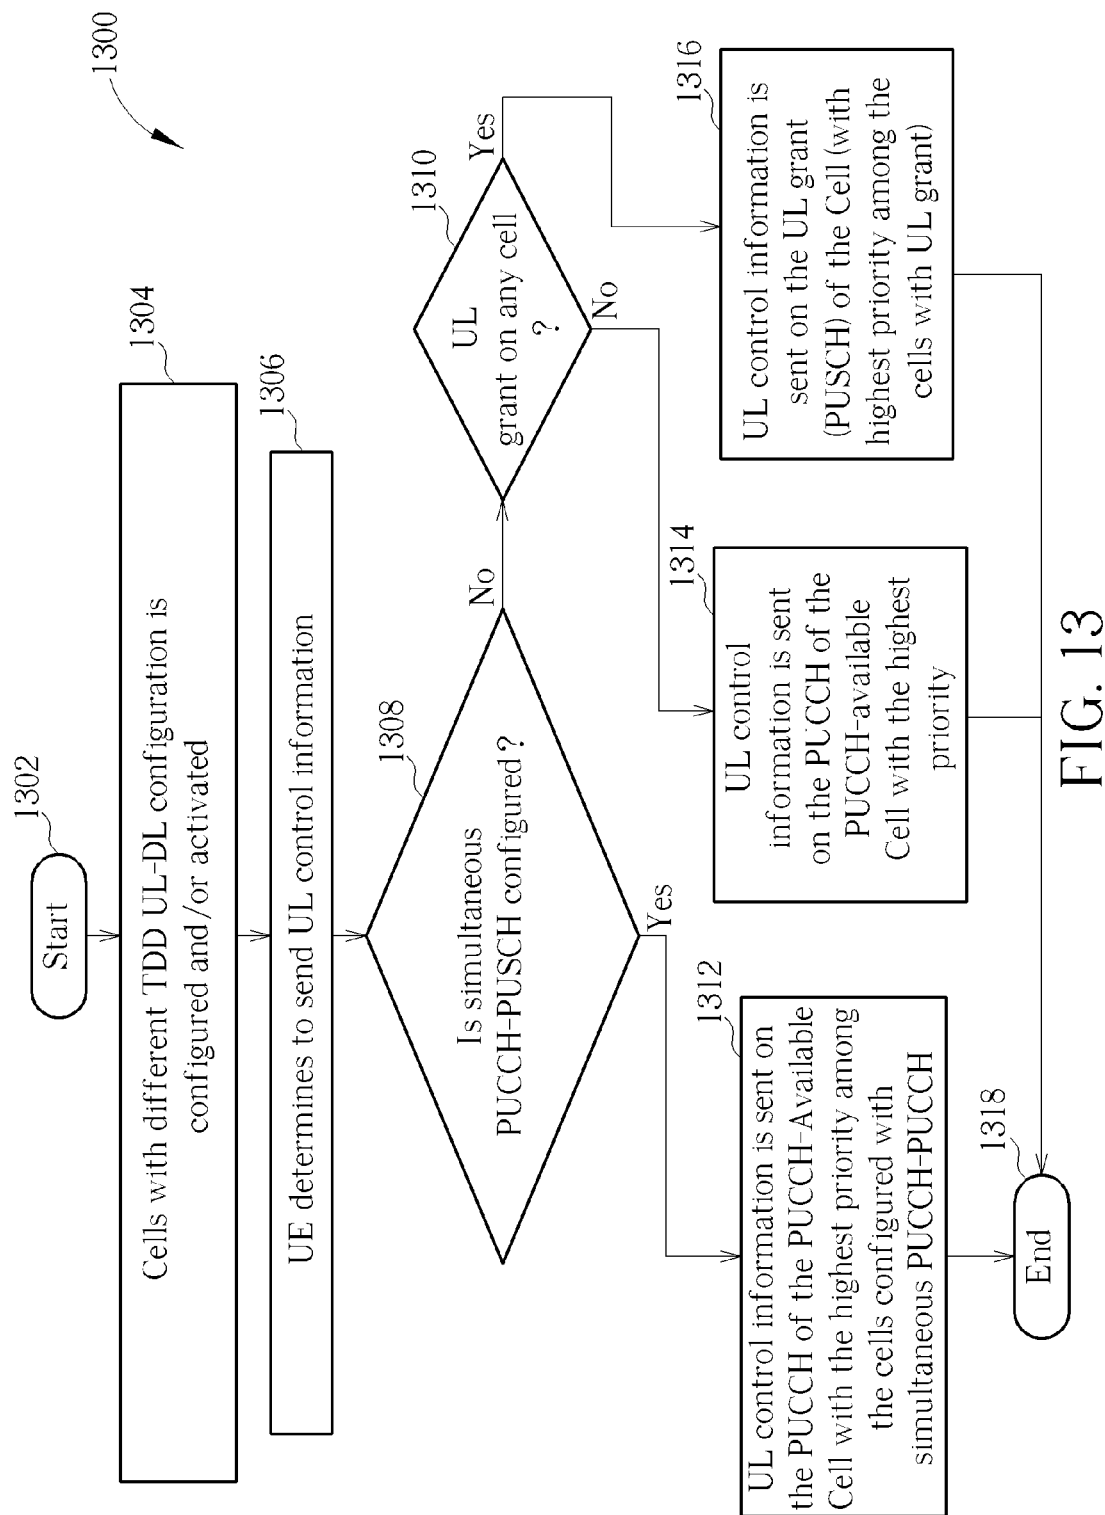 1300
Start
1302
Cells with different TDD UL-DL configuration is
configured and/or activated
1304
UE determines to send UL control information
1306
Is simultaneous
PUCCH-PUSCH configured?
1308
No
Yes
UL
grant on any cell
?
1310
Yes
No
UL control information is sent on
the PUCCH of the PUCCH-Available
Cell with the highest priority among
the cells configured with
simultaneous PUCCH-PUCCH
1312
UL control
information is sent
on the PUCCH of the
PUCCH-available
Cell with the highest
priority
1314
UL control information is
sent on the UL grant
(PUSCH) of the Cell (with
highest priority among the
cells with UL grant)
1316
End
1318
FIG. 13